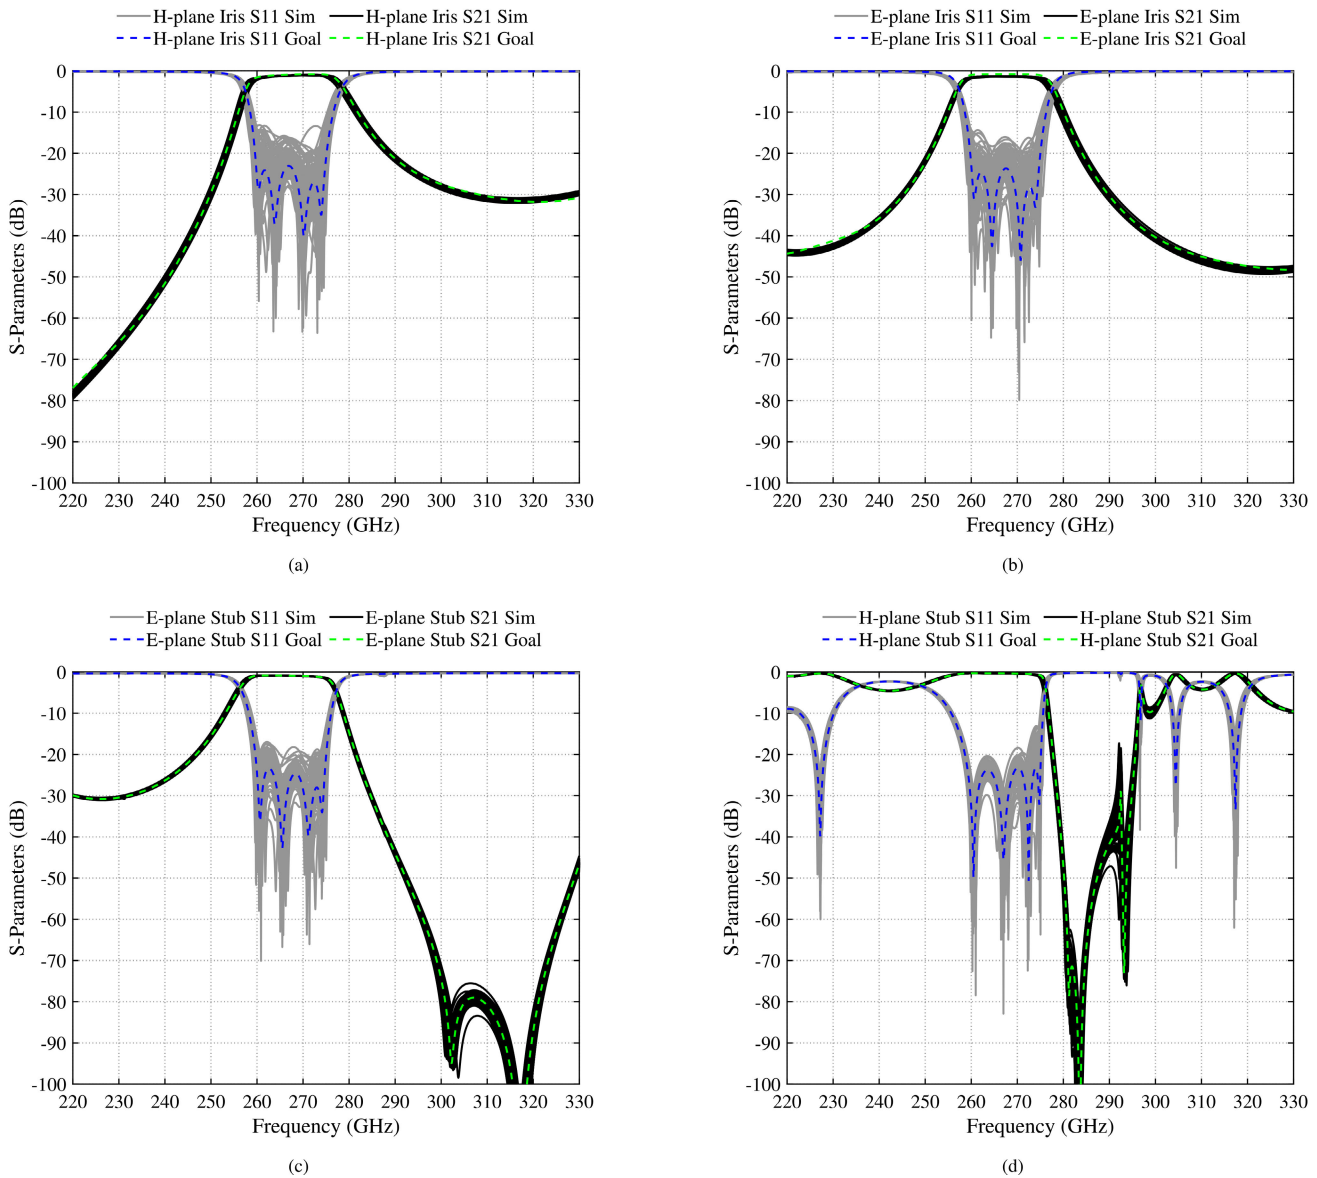 H-plane Iris S11 Sim H-plane Iris S21 Sim
H-plane Iris S11 Goal H-plane Iris S21 Goal
0
-10
-20
-30
-40
-50
-60
-70
-80
-90
-100
S-Parameters (dB)
220 230 240 250 260 270 280 290 300 310 320 330
Frequency (GHz)
(a)
E-plane Iris S11 Sim E-plane Iris S21 Sim
E-plane Iris S11 Goal E-plane Iris S21 Goal
0
-10
-20
-30
-40
-50
-60
-70
-80
-90
-100
S-Parameters (dB)
220 230 240 250 260 270 280 290 300 310 320 330
Frequency (GHz)
(b)
E-plane Stub S11 Sim E-plane Stub S21 Sim
E-plane Stub S11 Goal E-plane Stub S21 Goal
0
-10
-20
-30
-40
-50
-60
-70
-80
-90
-100
S-Parameters (dB)
220 230 240 250 260 270 280 290 300 310 320 330
Frequency (GHz)
(c)
H-plane Stub S11 Sim H-plane Stub S21 Sim
H-plane Stub S11 Goal H-plane Stub S21 Goal
0
-10
-20
-30
-40
-50
-60
-70
-80
-90
-100
S-Parameters (dB)
220 230 240 250 260 270 280 290 300 310 320 330
Frequency (GHz)
(d)